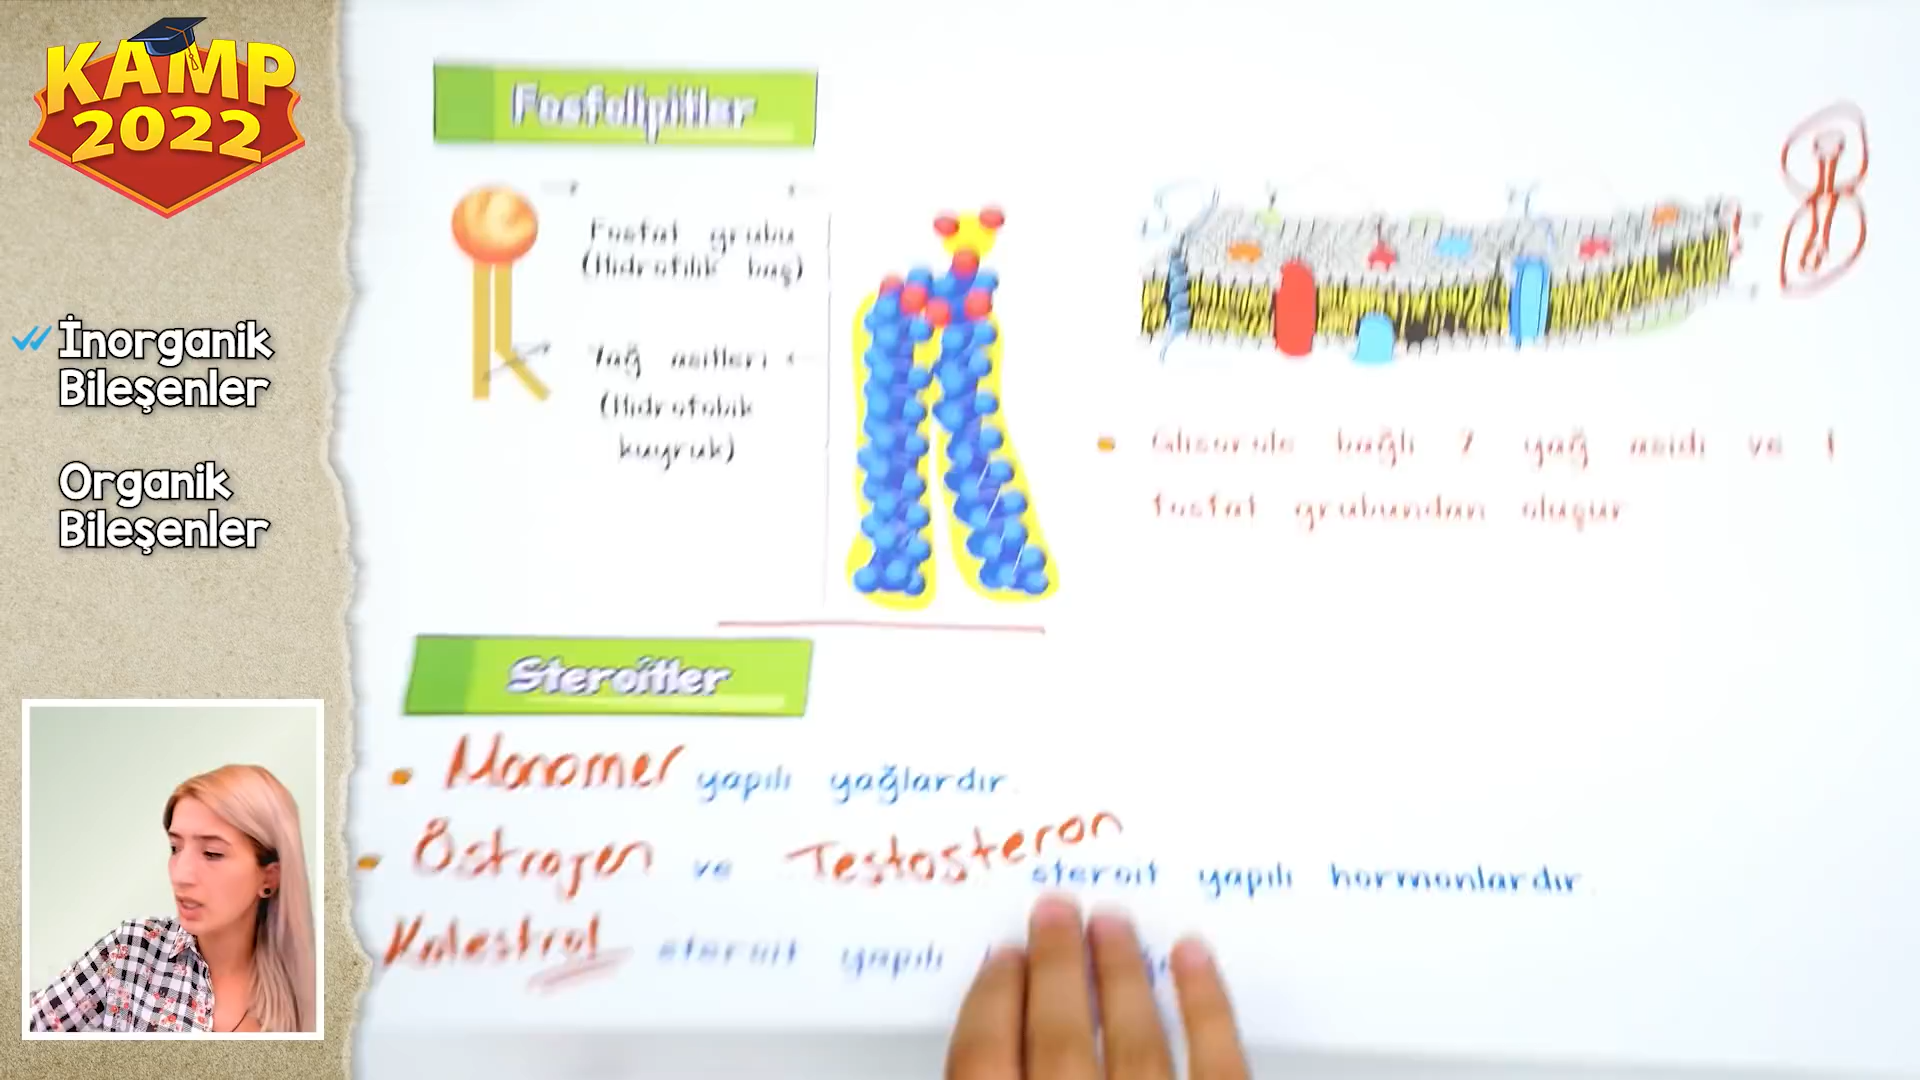 KAMP
2022
İnorganik
Bileşenler
Organik
Bileşenler
Fosfolipitler
Fosfat grubu
(Hidrofilik baş)
Yağ asitleri
(Hidrofobik
kuyruk)
Gliserole bağlı 2 yağ asidi ve 1
fosfat grubundan oluşur
Steroitler
Monomer yapılı yağlardır.
Östrojen ve Testosteron steroit yapılı hormonlardır.
Kolestrol steroit yapılı